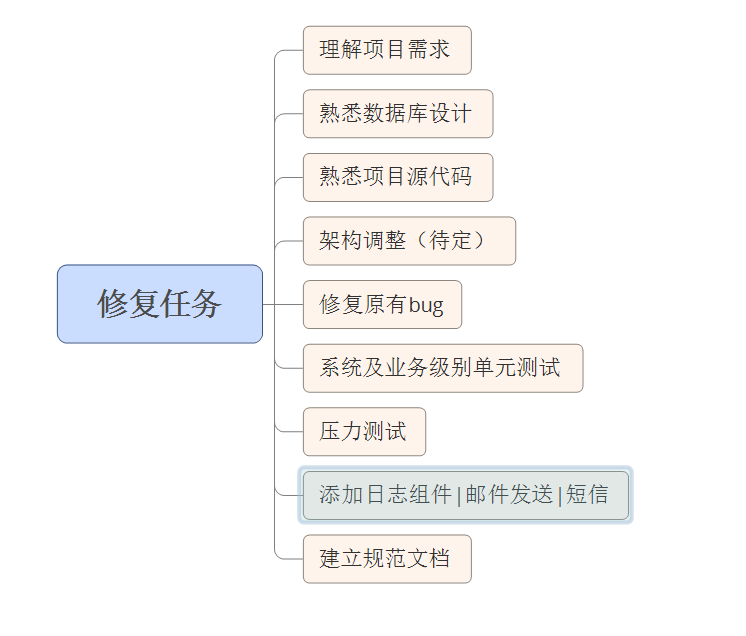 理解项目需求
熟悉数据库设计
熟悉项目源代码
架构调整（待定）
修复任务
修复原有bug
系统及业务级别单元测试
压力测试
添加日志组件|邮件发送|短信
建立规范文档